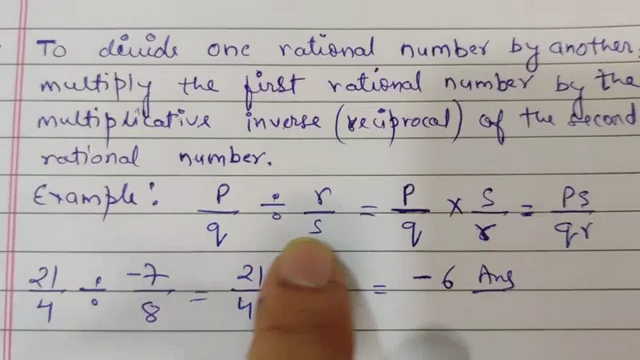 To divide one rational number by another,
multiply the first rational number by the
multiplicative inverse (reciprocal) of the second
rational number.
Example: P/q ÷ r/s = P/q × s/r = Ps/qr
21/4 ÷ -7/8 = 21/4 = -6 Ans